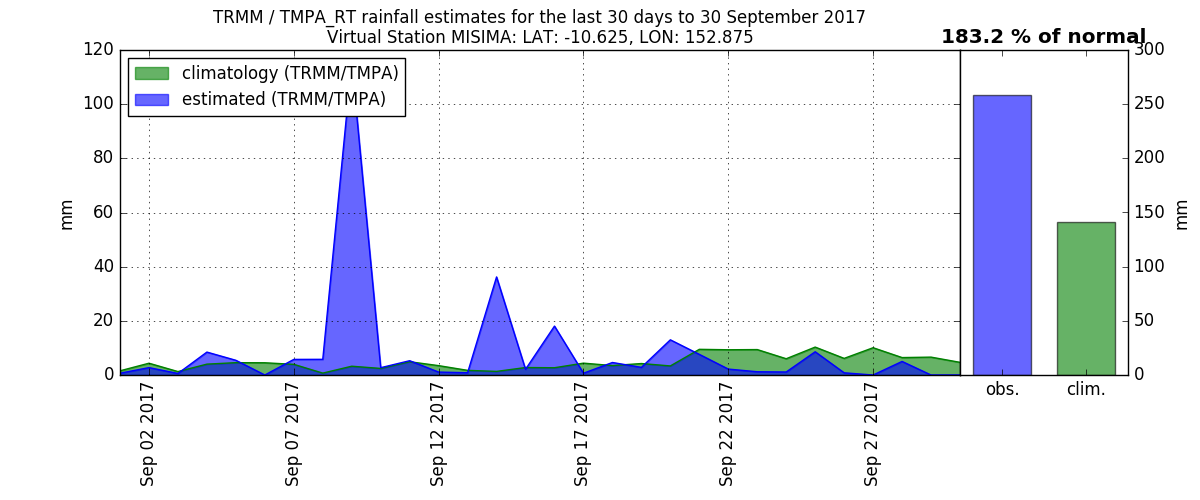 TRMM / TMPA_RT rainfall estimates for the last 30 days to 30 September 2017
Virtual Station MISIMA: LAT: -10.625, LON: 152.875
183.2 % of normal
climatology (TRMM/TMPA)
estimated (TRMM/TMPA)
mm
120
100
80
60
40
20
0
Sep 02 2017
Sep 07 2017
Sep 12 2017
Sep 17 2017
Sep 22 2017
Sep 27 2017
obs.
clim.
300
250
200
150
100
50
0
mm